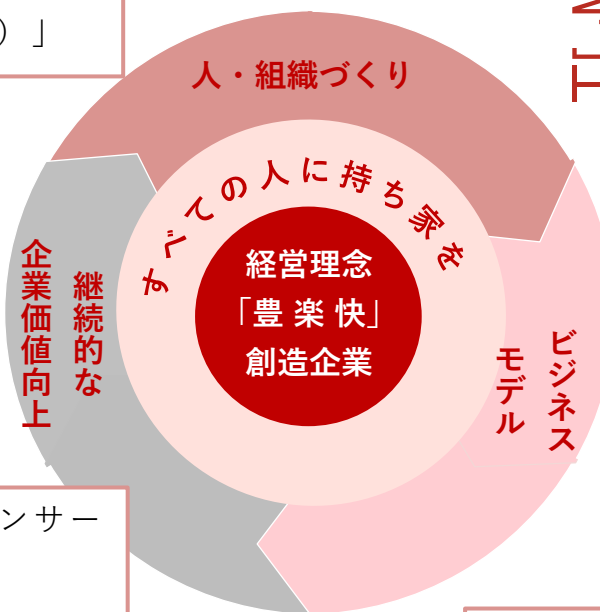 ）」
人・組織づくり
すべての人に持ち家を
経営理念
「豊 楽 快」
創造企業
継続的な
企業価値向上
ビジネス
モデル
ンサー